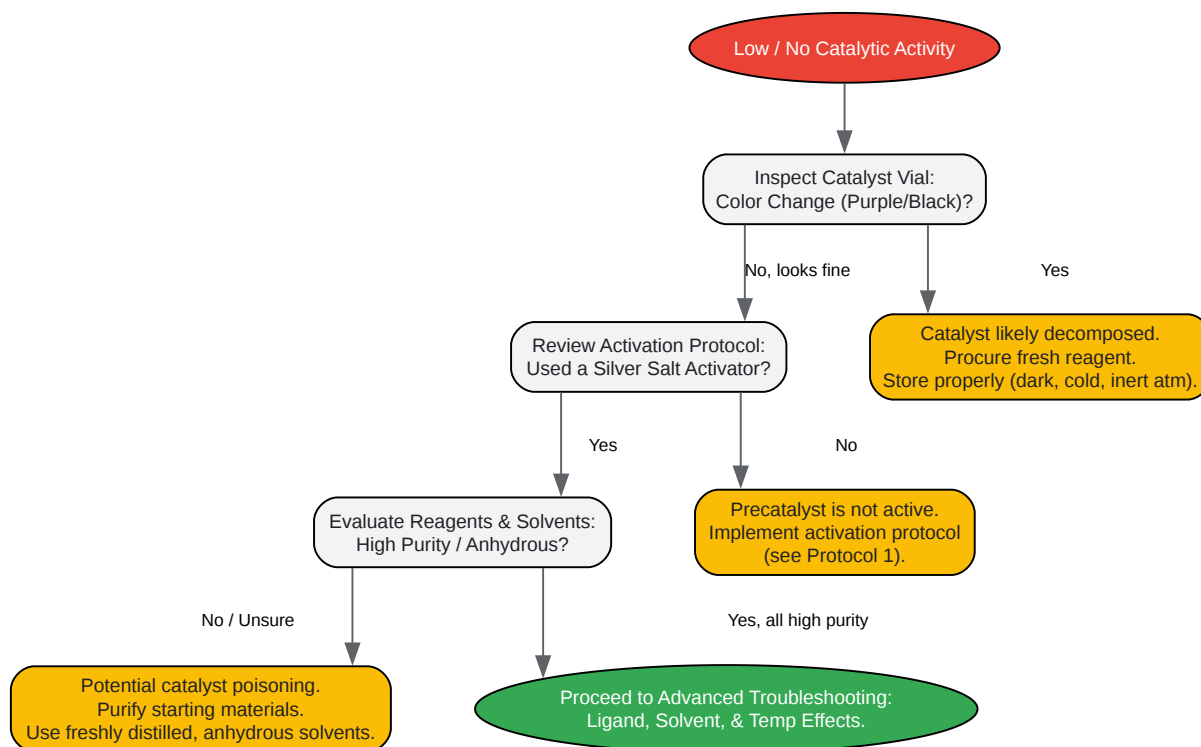 Low / No Catalytic Activity
Inspect Catalyst Vial:
Color Change (Purple/Black)?
No, looks fine
Yes
Review Activation Protocol:
Used a Silver Salt Activator?
Catalyst likely decomposed.
Procure fresh reagent.
Store properly (dark, cold, inert atm).
Yes
No
Evaluate Reagents & Solvents:
High Purity / Anhydrous?
Precatalyst is not active.
Implement activation protocol
(see Protocol 1).
No / Unsure
Yes, all high purity
Potential catalyst poisoning.
Purify starting materials.
Use freshly distilled, anhydrous solvents.
Proceed to Advanced Troubleshooting:
Ligand, Solvent, & Temp Effects.